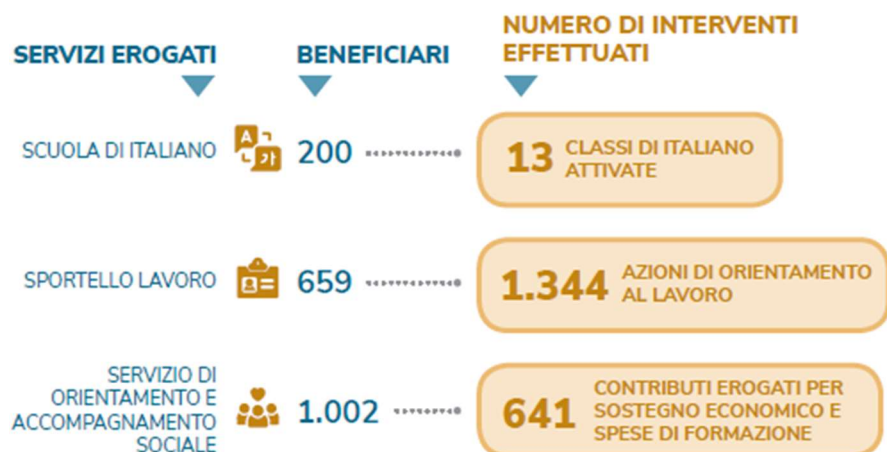 SERVIZI EROGATI
BENEFICIARI
NUMERO DI INTERVENTI
EFFETTUATI
SCUOLA DI ITALIANO
A
가
200
13
CLASSI DI ITALIANO
ATTIVATE
SPORTELLO LAVORO
659
1.344
AZIONI DI ORIENTAMENTO
AL LAVORO
SERVIZIO DI
ORIENTAMENTO E
ACCOMPAGNAMENTO
SOCIALE
1.002
641
CONTRIBUTI EROGATI PER
SOSTEGNO ECONOMICO E
SPESE DI FORMAZIONE